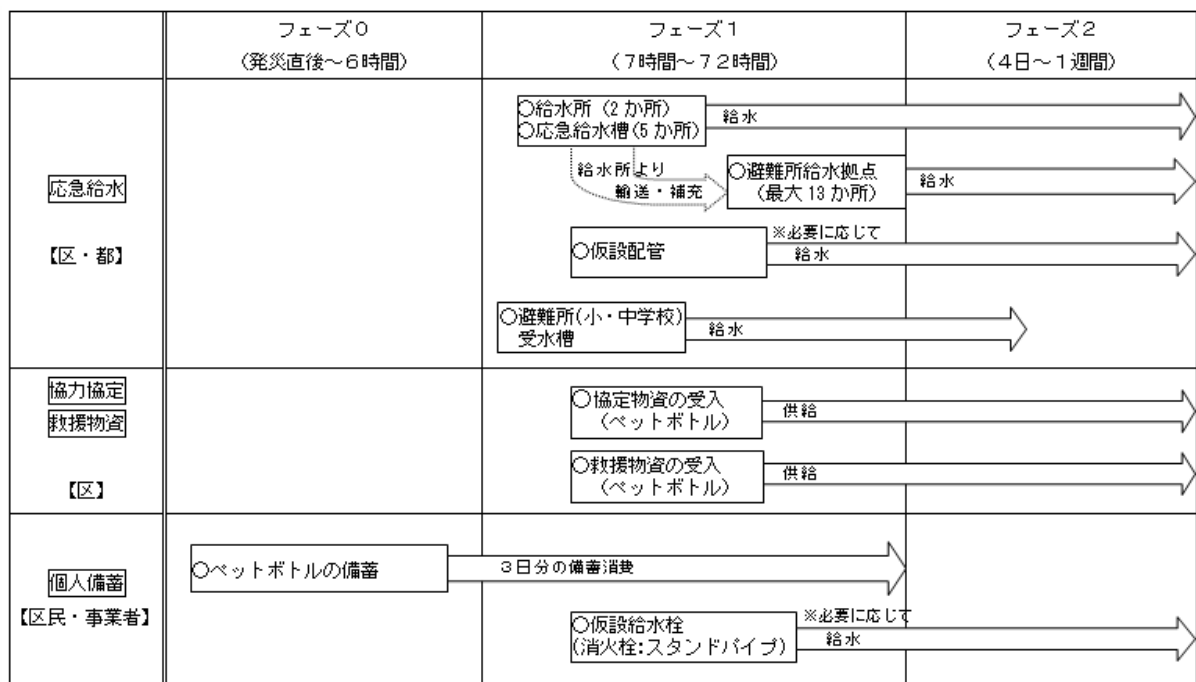 フェーズ０
（発災直後～６時間）
フェーズ１
（７時間～７２時間）
フェーズ２
（４日～１週間）
応急給水
【区・都】
○給水所（2 か所）
○応急給水槽(5 か所)
給水
給水所より
輸送・補充
○避難所給水拠点
（最大 13 か所）
給水
○仮設配管
※必要に応じて
給水
○避難所(小・中学校)
受水槽
給水
協力協定
救援物資
【区】
○協定物資の受入
（ペットボトル）
供給
○救援物資の受入
（ペットボトル）
供給
個人備蓄
【区民・事業者】
○ペットボトルの備蓄
３日分の備蓄消費
○仮設給水栓
(消火栓:スタンドパイプ)
※必要に応じて
給水